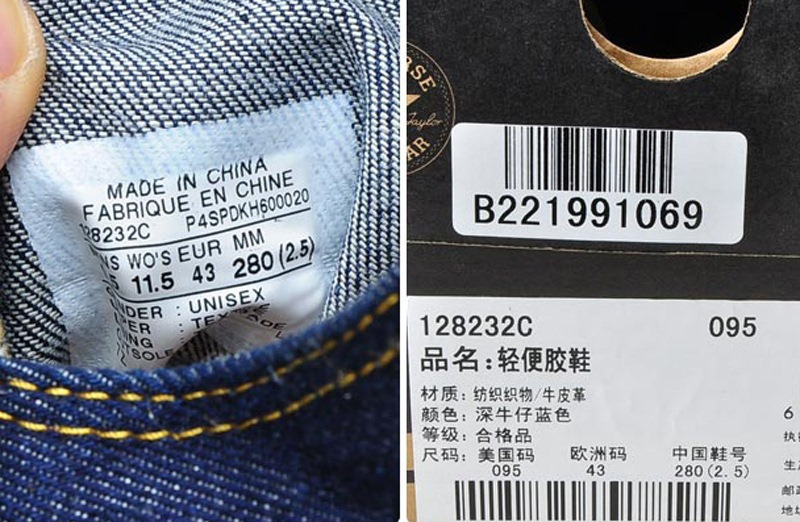 MADE IN CHINA
FABRIQUE EN CHINE
128232C P4SPDKH600020
WO'S EUR MM
11.5 43 280 (2.5)
: UNISEX
B221991069
128232C 095
品名:轻便胶鞋
材质: 纺织织物/牛皮革
颜色: 深牛仔蓝色
等级: 合格品
尺码: 美国码 欧洲码 中国鞋号
095 43 280 (2.5)